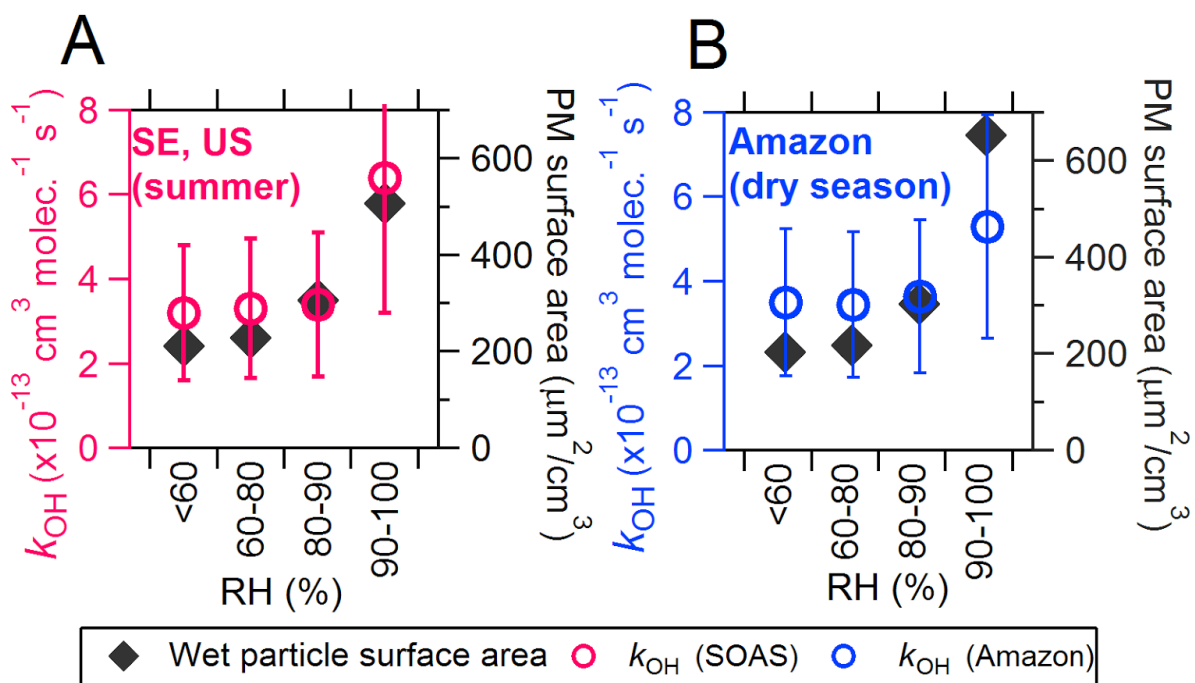 A
k_OH (x10^-13 cm^3 molec.^-1 s^-1)
8
6
4
2
0
SE, US
(summer)
PM surface area (μm^2/cm^3)
600
400
200
0
<60
60-80
80-90
90-100
RH (%)
B
k_OH (x10^-13 cm^3 molec.^-1 s^-1)
8
6
4
2
0
Amazon
(dry season)
PM surface area (μm^2/cm^3)
600
400
200
0
<60
60-80
80-90
90-100
RH (%)
Wet particle surface area k_OH (SOAS) k_OH (Amazon)